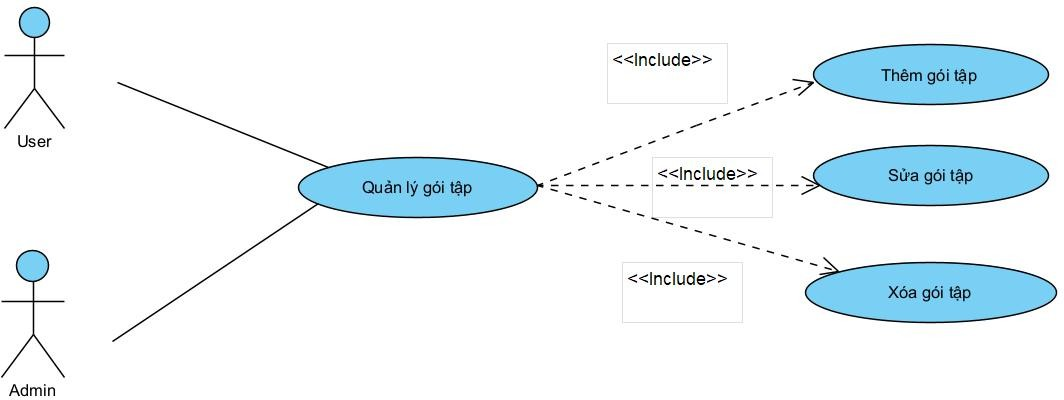 User
Admin
Quản lý gói tập
<<Include>>
<<Include>>
<<Include>>
Thêm gói tập
Sửa gói tập
Xóa gói tập